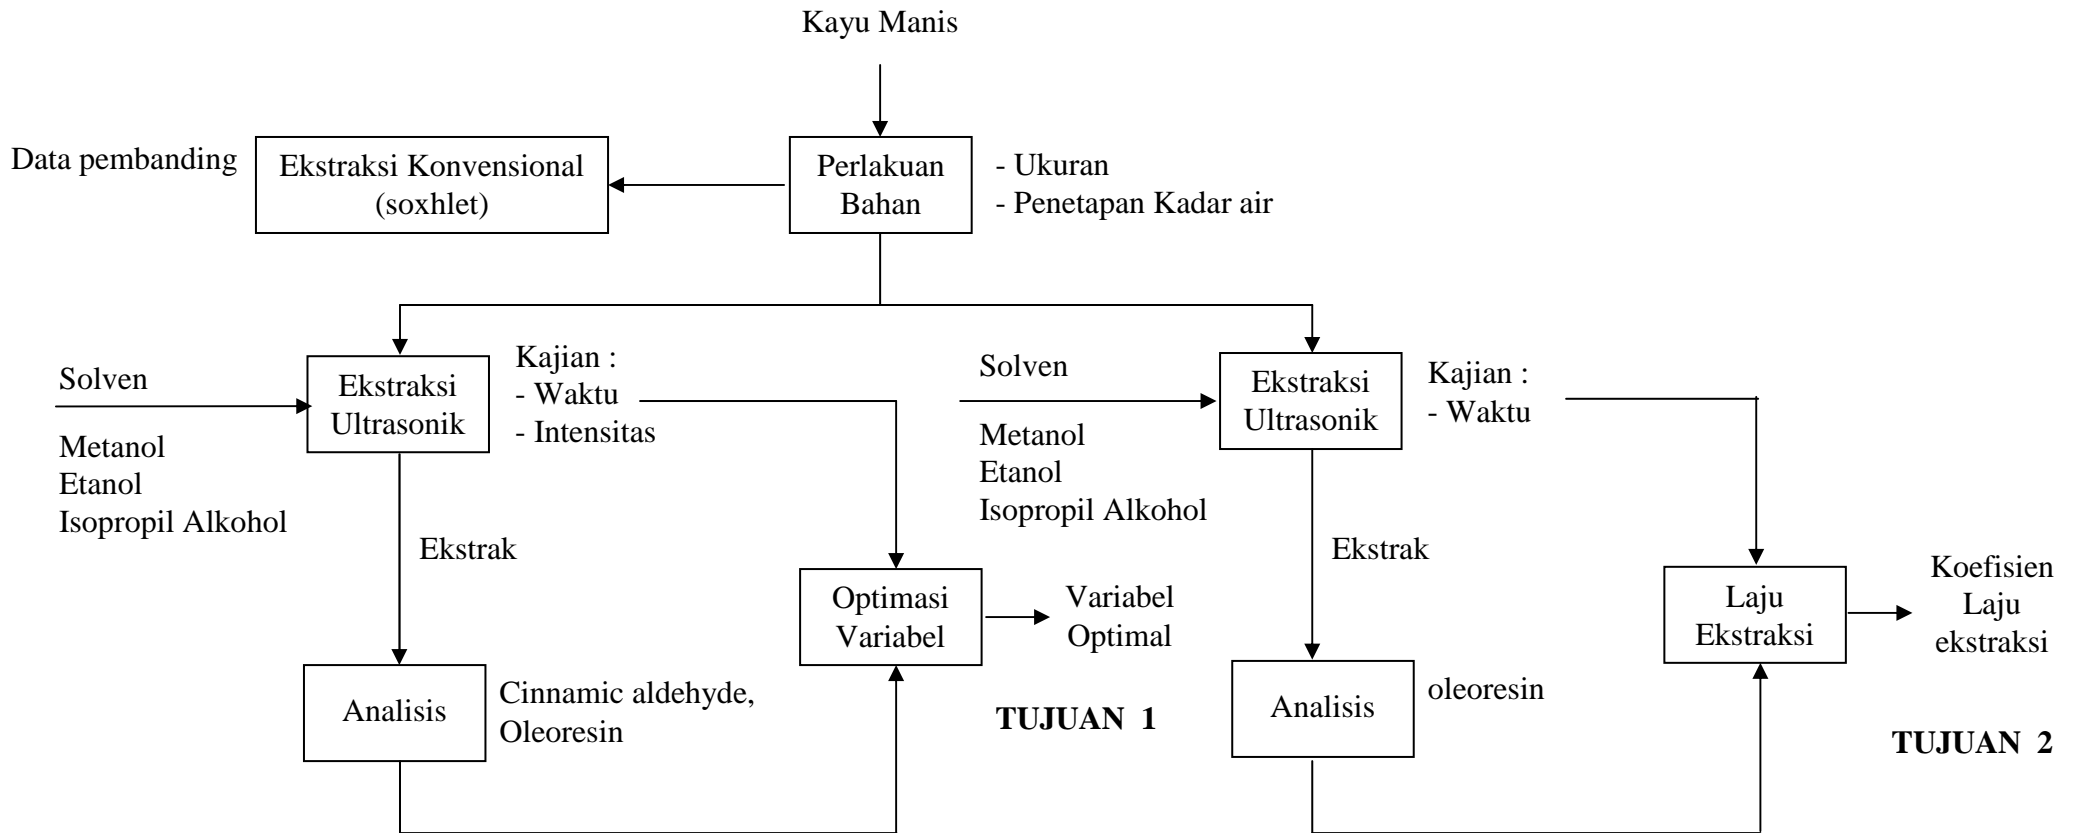 Kayu Manis
Data pembanding
Ekstraksi Konvensional
(soxhlet)
Perlakuan
Bahan
- Ukuran
- Penetapan Kadar air
Solven
Metanol
Etanol
Isopropil Alkohol
Ekstraksi
Ultrasonik
Kajian :
- Waktu
- Intensitas
Ekstrak
Analisis
Cinnamic aldehyde,
Oleoresin
Optimasi
Variabel
Variabel
Optimal
TUJUAN 1
Solven
Metanol
Etanol
Isopropil Alkohol
Ekstraksi
Ultrasonik
Kajian :
- Waktu
Ekstrak
Analisis
oleoresin
Laju
Ekstraksi
Koefisien
Laju
ekstraksi
TUJUAN 2